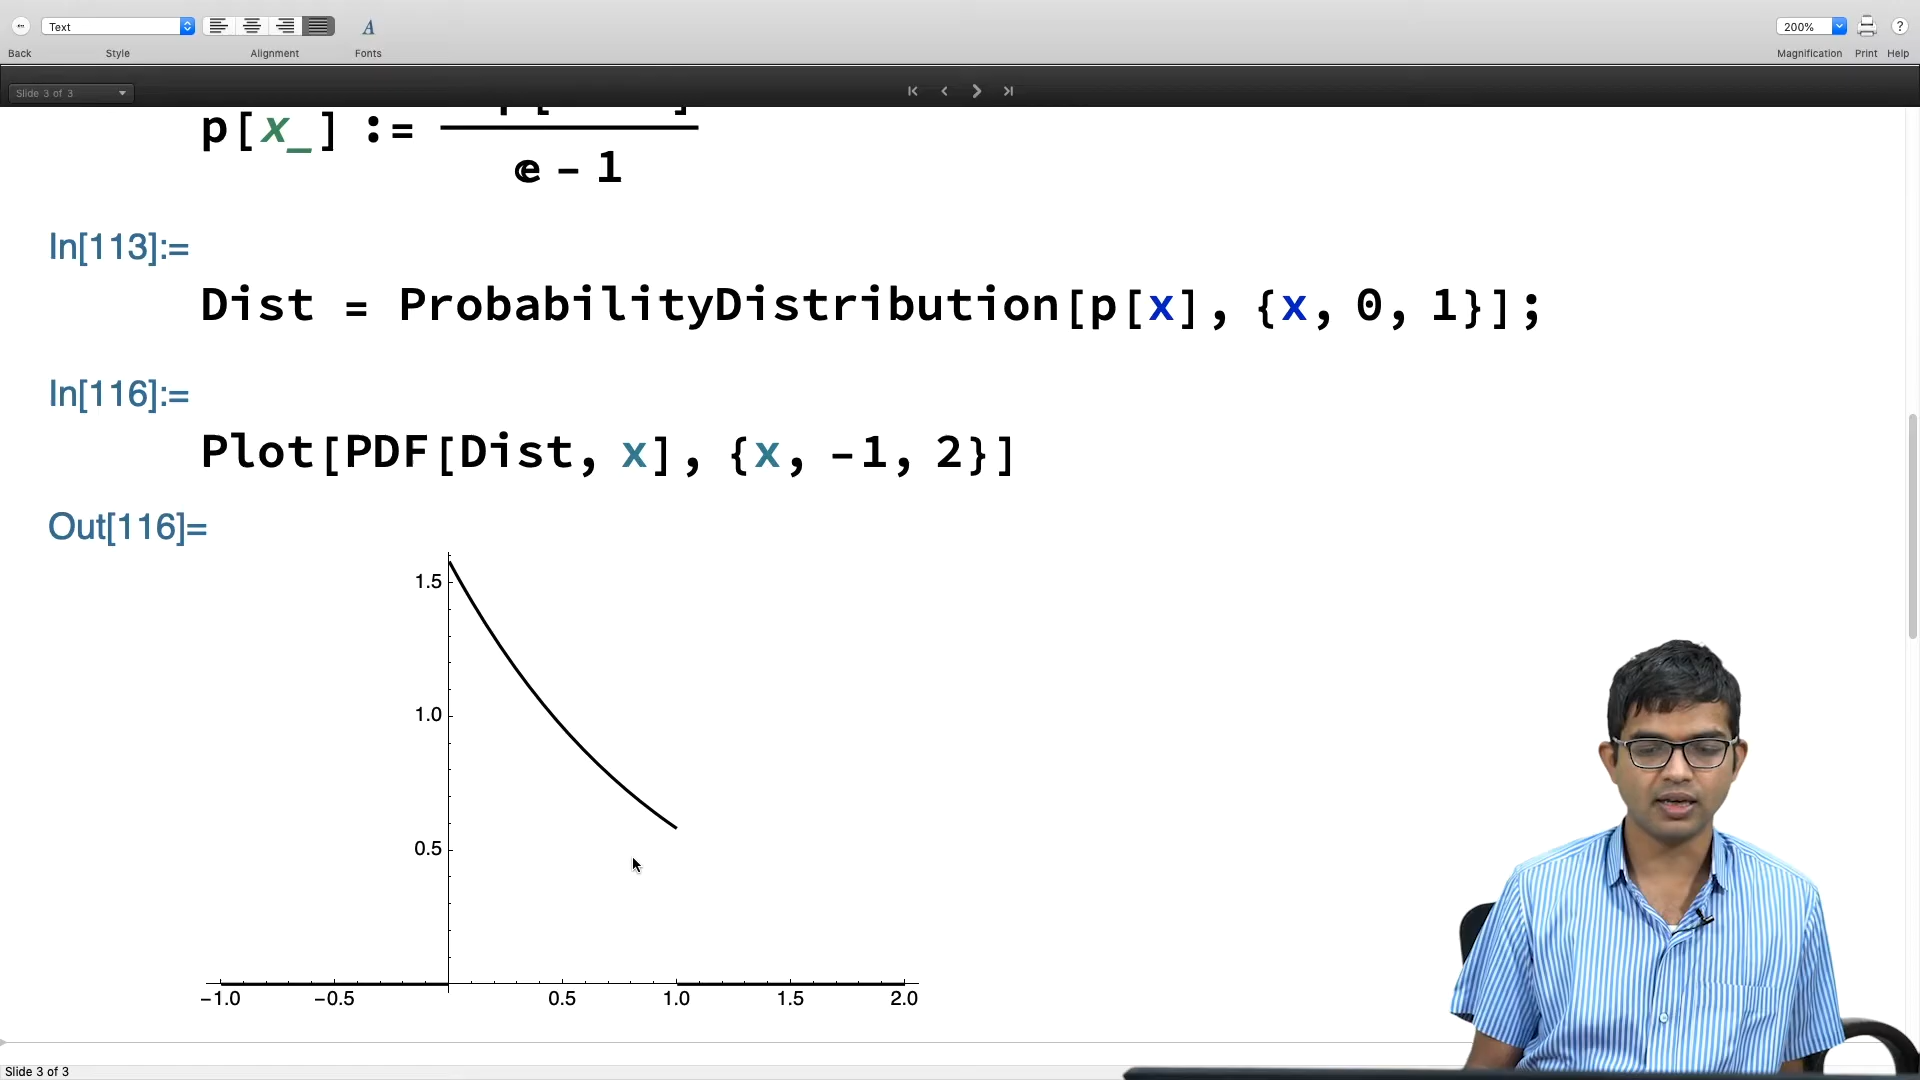 Text
200%
Back Style Alignment Fonts Magnification Print Help
Slide 3 of 3
p[x_] :=
e - 1
In[113]:=
Dist = ProbabilityDistribution[p[x], {x, 0, 1}];
In[116]:=
Plot[PDF[Dist, x], {x, -1, 2}]
Out[116]=
1.5
1.0
0.5
-1.0 -0.5 0.5 1.0 1.5 2.0
Slide 3 of 3